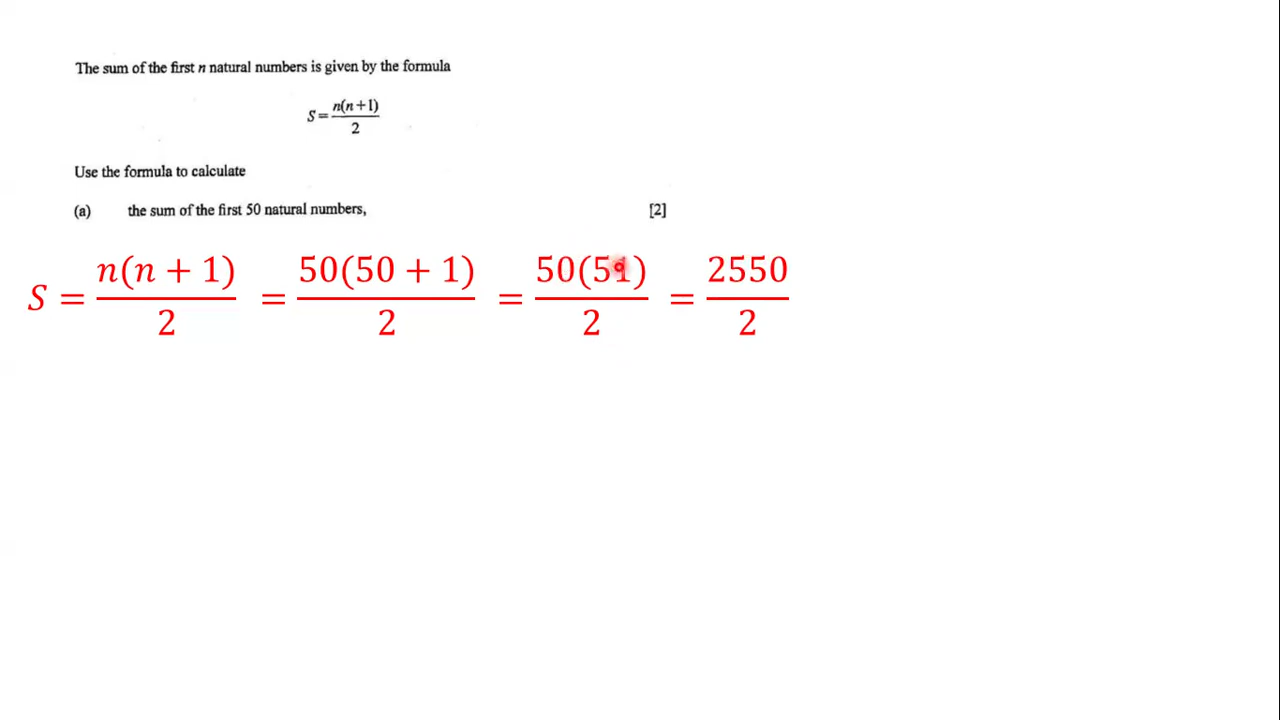 The sum of the first n natural numbers is given by the formula
S = n(n+1)/2
Use the formula to calculate
(a) the sum of the first 50 natural numbers, [2]
S = n(n + 1)/2 = 50(50 + 1)/2 = 50(51)/2 = 2550/2